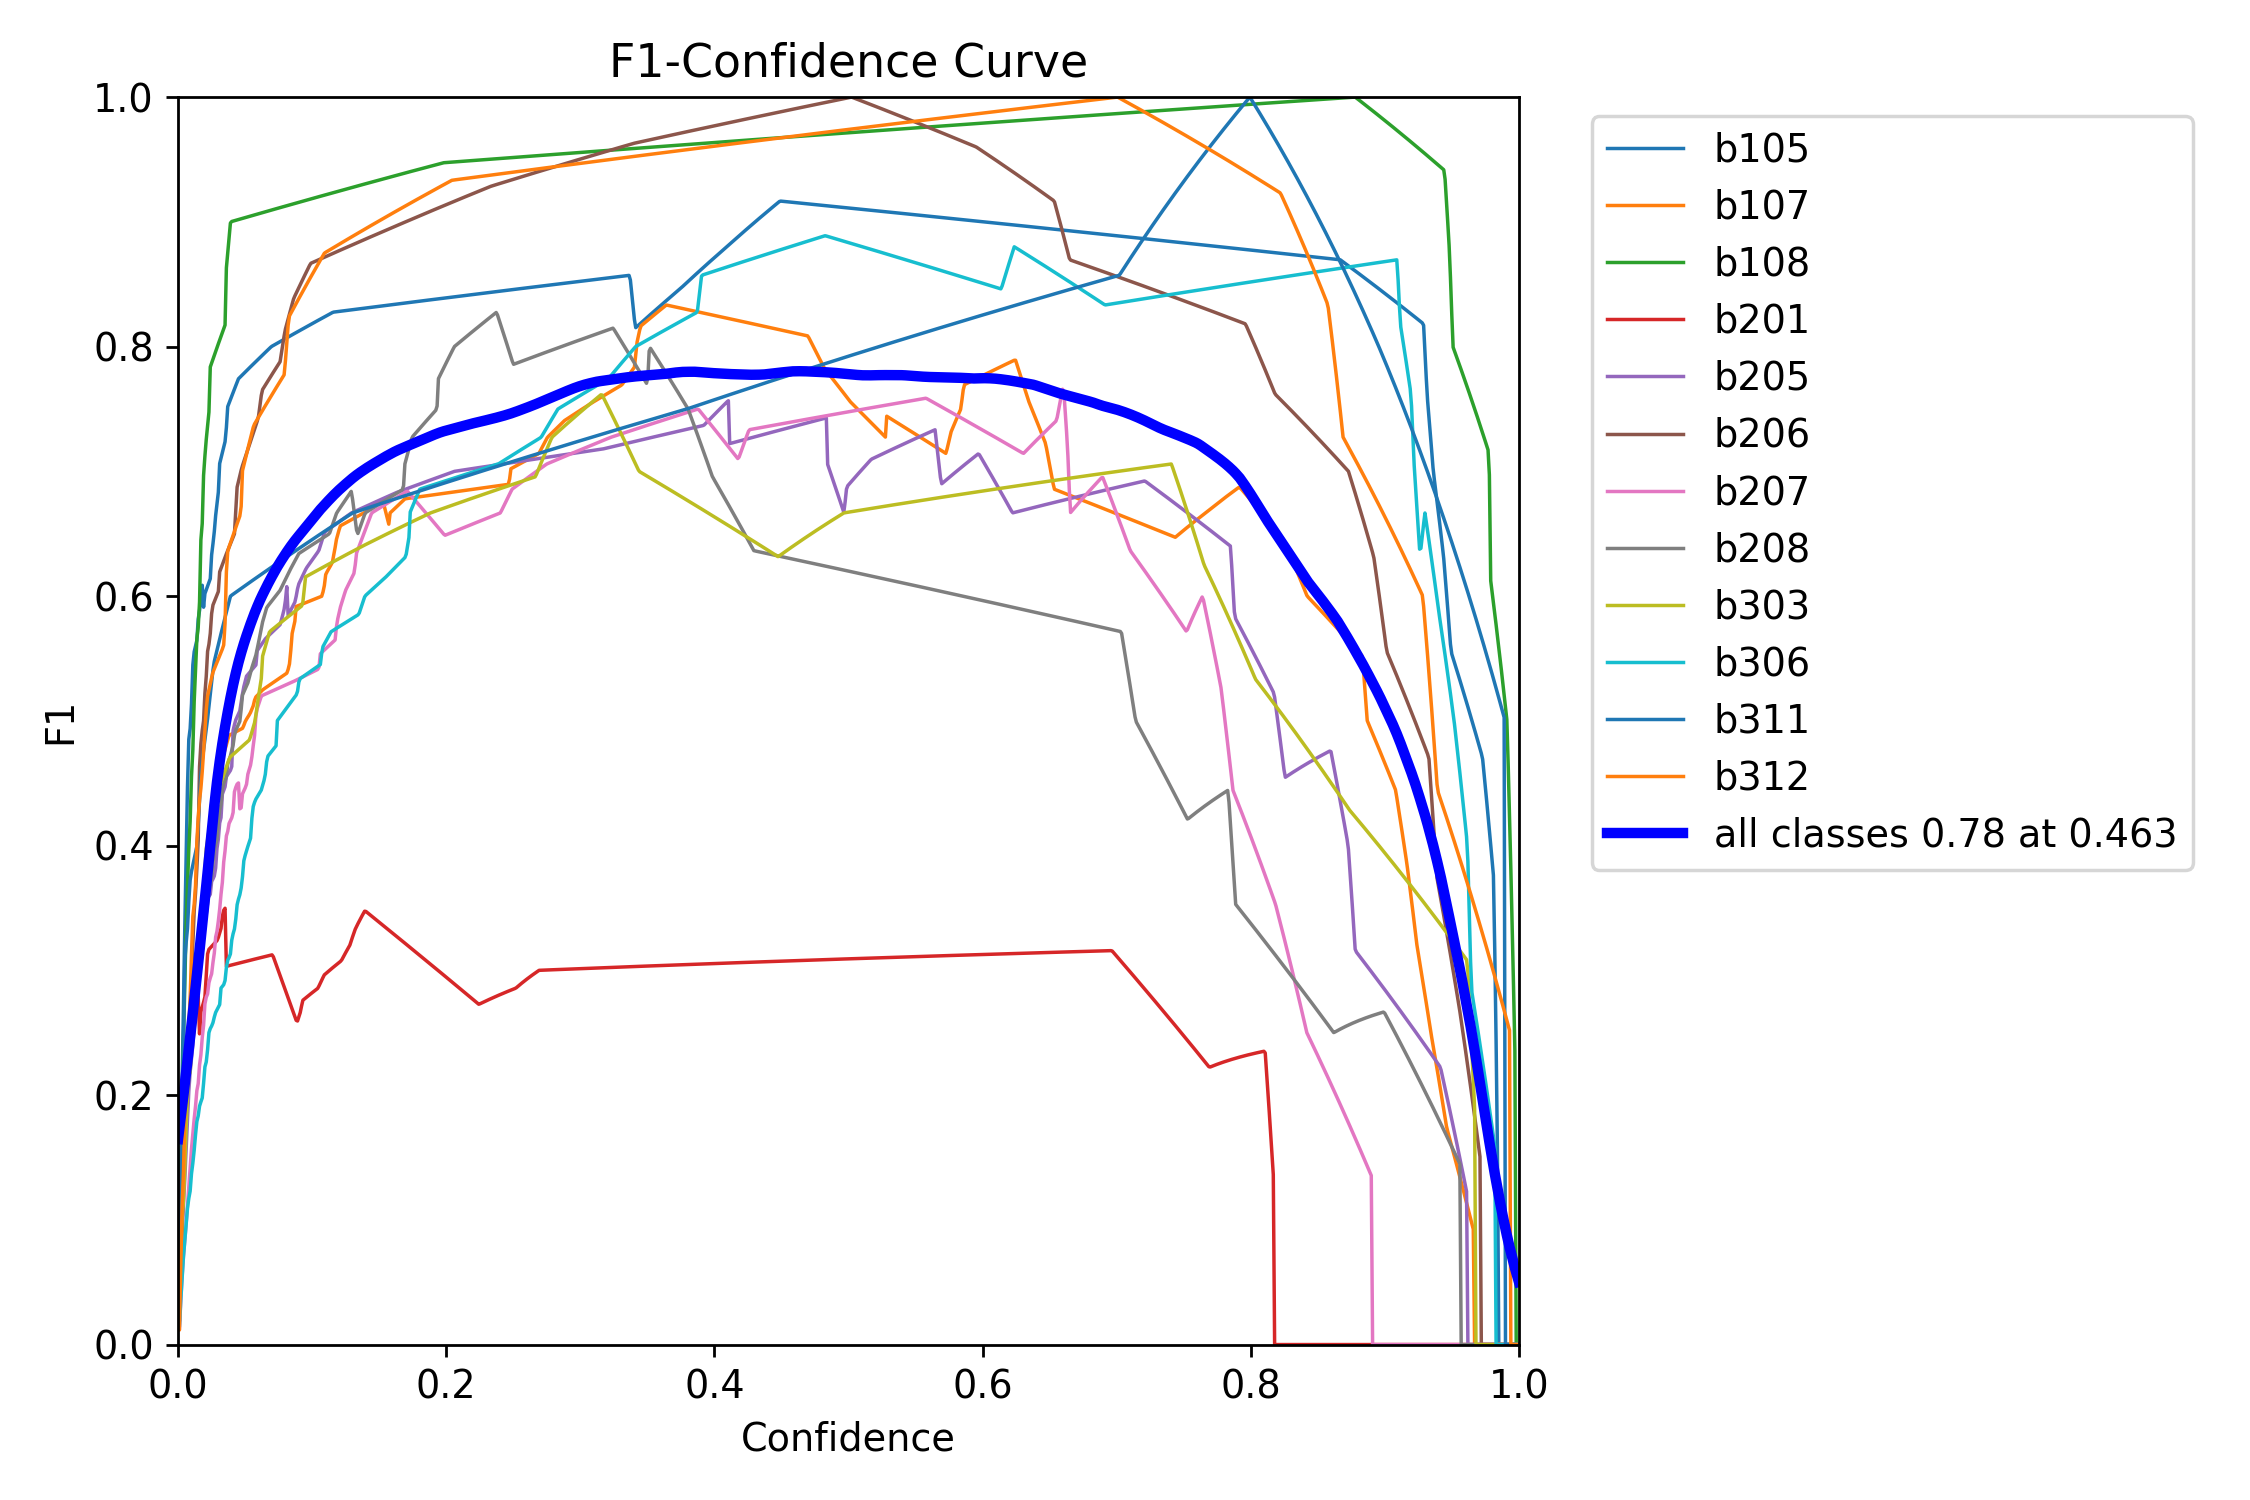 F1-Confidence Curve
1.0
0.8
0.6
0.4
0.2
0.0
F1
0.0 0.2 0.4 0.6 0.8 1.0
Confidence
b105
b107
b108
b201
b205
b206
b207
b208
b303
b306
b311
b312
all classes 0.78 at 0.463